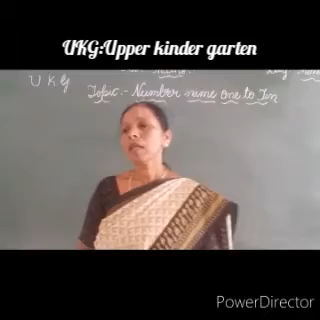 UKG:Upper kinder garten
U K G
Topic :- Number name One to Ten
PowerDirector